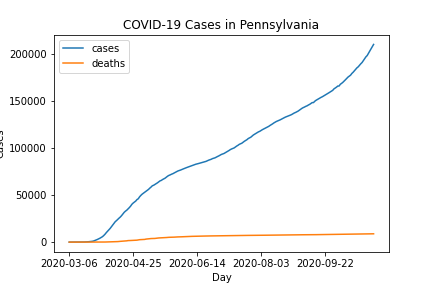 COVID-19 Cases in Pennsylvania
cases
deaths
200000
150000
100000
50000
0
cases
2020-03-06 2020-04-25 2020-06-14 2020-08-03 2020-09-22
Day